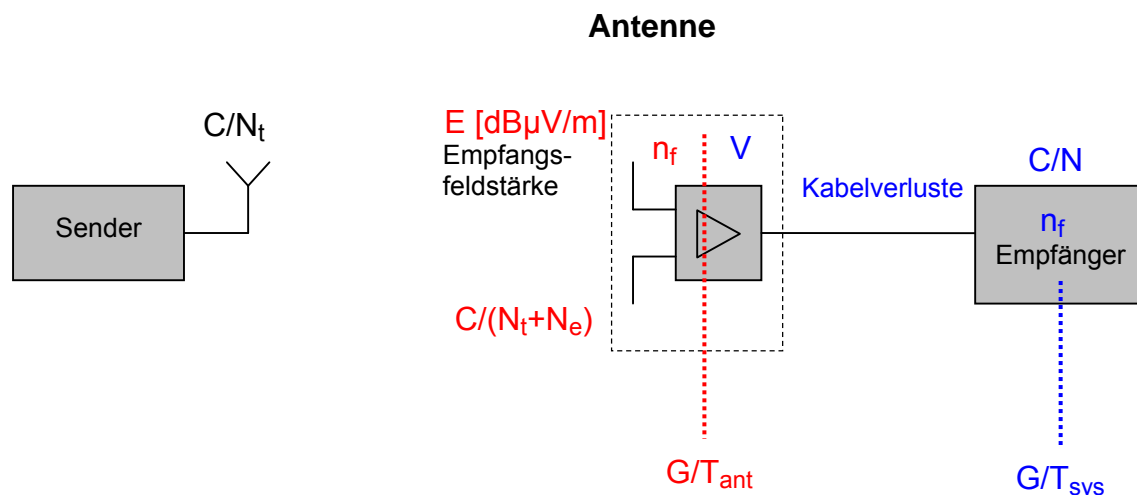 Antenne
C/Nt
Sender
E [dBµV/m]
Empfangs-
feldstärke
nf
V
C/(Nt+Ne)
Kabelverluste
C/N
nf
Empfänger
G/Tant
G/Tsys